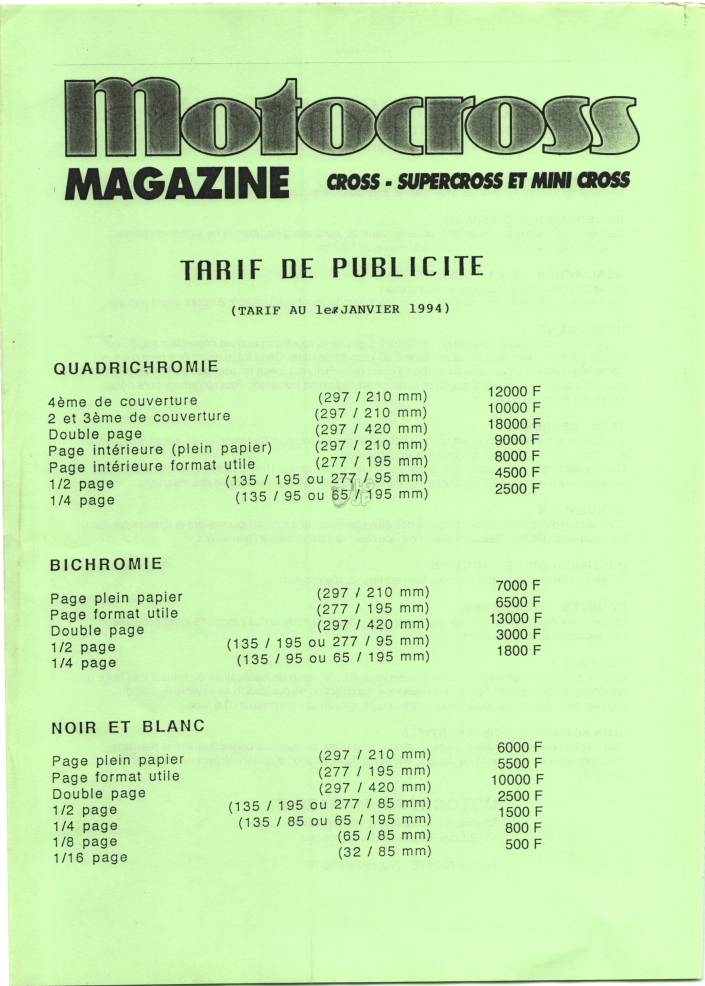 Motocross
MAGAZINE CROSS - SUPERCROSS ET MINI CROSS
TARIF DE PUBLICITE
(TARIF AU 1er JANVIER 1994)
QUADRICHROMIE
4ème de couverture (297 / 210 mm) 12000 F
2 et 3ème de couverture (297 / 210 mm) 10000 F
Double page (297 / 420 mm) 18000 F
Page intérieure (plein papier) (297 / 210 mm) 9000 F
Page intérieure format utile (277 / 195 mm) 8000 F
1/2 page (135 / 195 ou 277 / 95 mm) 4500 F
1/4 page (135 / 95 ou 65 / 195 mm) 2500 F
BICHROMIE
Page plein papier (297 / 210 mm) 7000 F
Page format utile (277 / 195 mm) 6500 F
Double page (297 / 420 mm) 13000 F
1/2 page (135 / 195 ou 277 / 95 mm) 3000 F
1/4 page (135 / 95 ou 65 / 195 mm) 1800 F
NOIR ET BLANC
Page plein papier (297 / 210 mm) 6000 F
Page format utile (277 / 195 mm) 5500 F
Double page (297 / 420 mm) 10000 F
1/2 page (135 / 195 ou 277 / 85 mm) 2500 F
1/4 page (135 / 85 ou 65 / 195 mm) 1500 F
1/8 page (65 / 85 mm) 800 F
1/16 page (32 / 85 mm) 500 F